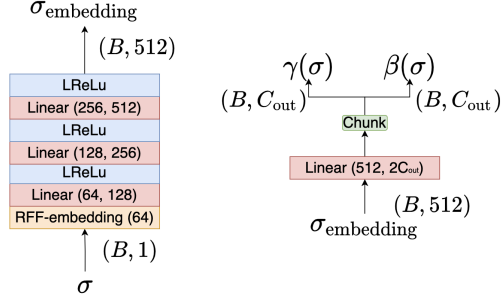 σ_embedding
(B, 512)
LReLu
Linear (256, 512)
LReLu
Linear (128, 256)
LReLu
Linear (64, 128)
RFF-embedding (64)
(B, 1)
σ
γ(σ) β(σ)
(B, C_out) (B, C_out)
Chunk
Linear (512, 2C_out)
(B, 512)
σ_embedding